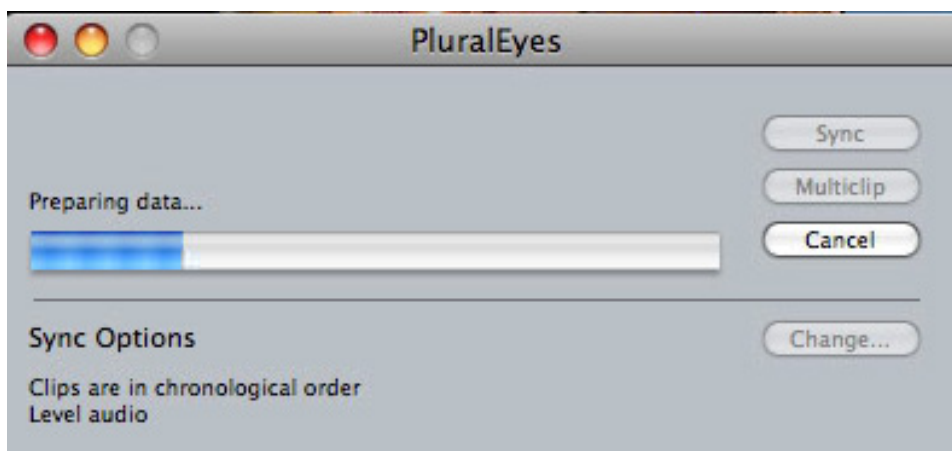 PluralEyes
Sync
Multiclip
Preparing data...
Cancel
Sync Options
Change...
Clips are in chronological order
Level audio